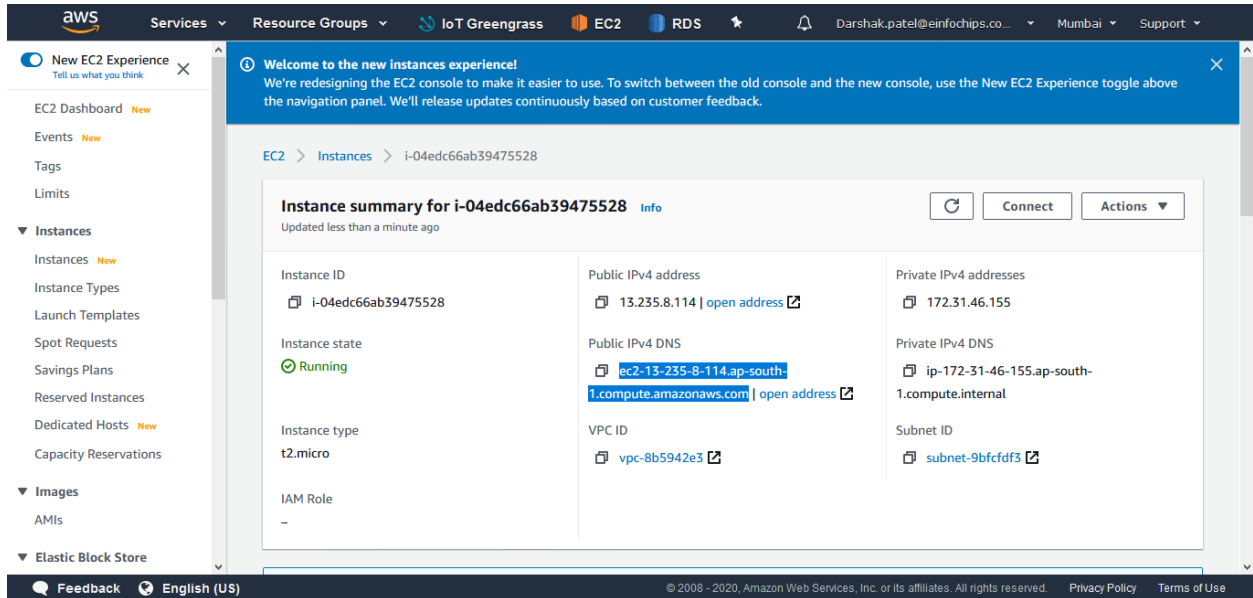 aws Services Resource Groups IoT Greengrass EC2 RDS Darshak.patel@einfochips.co... Mumbai Support
New EC2 Experience
Tell us what you think
EC2 Dashboard New
Events New
Tags
Limits
Instances
Instances New
Instance Types
Launch Templates
Spot Requests
Savings Plans
Reserved Instances
Dedicated Hosts New
Capacity Reservations
Images
AMIs
Elastic Block Store
Welcome to the new instances experience!
We're redesigning the EC2 console to make it easier to use. To switch between the old console and the new console, use the New EC2 Experience toggle above
the navigation panel. We'll release updates continuously based on customer feedback.
EC2 > Instances > i-04edc66ab39475528
Instance summary for i-04edc66ab39475528 Info
Updated less than a minute ago
Connect
Actions
Instance ID
i-04edc66ab39475528
Public IPv4 address
13.235.8.114 | open address
Private IPv4 addresses
172.31.46.155
Instance state
Running
Public IPv4 DNS
ec2-13-235-8-114.ap-south-
1.compute.amazonaws.com | open address
Private IPv4 DNS
ip-172-31-46-155.ap-south-
1.compute.internal
Instance type
t2.micro
VPC ID
vpc-8b5942e3
Subnet ID
subnet-9bfcfdf3
IAM Role
–
Feedback English (US) © 2008 - 2020, Amazon Web Services, Inc. or its affiliates. All rights reserved. Privacy Policy Terms of Use